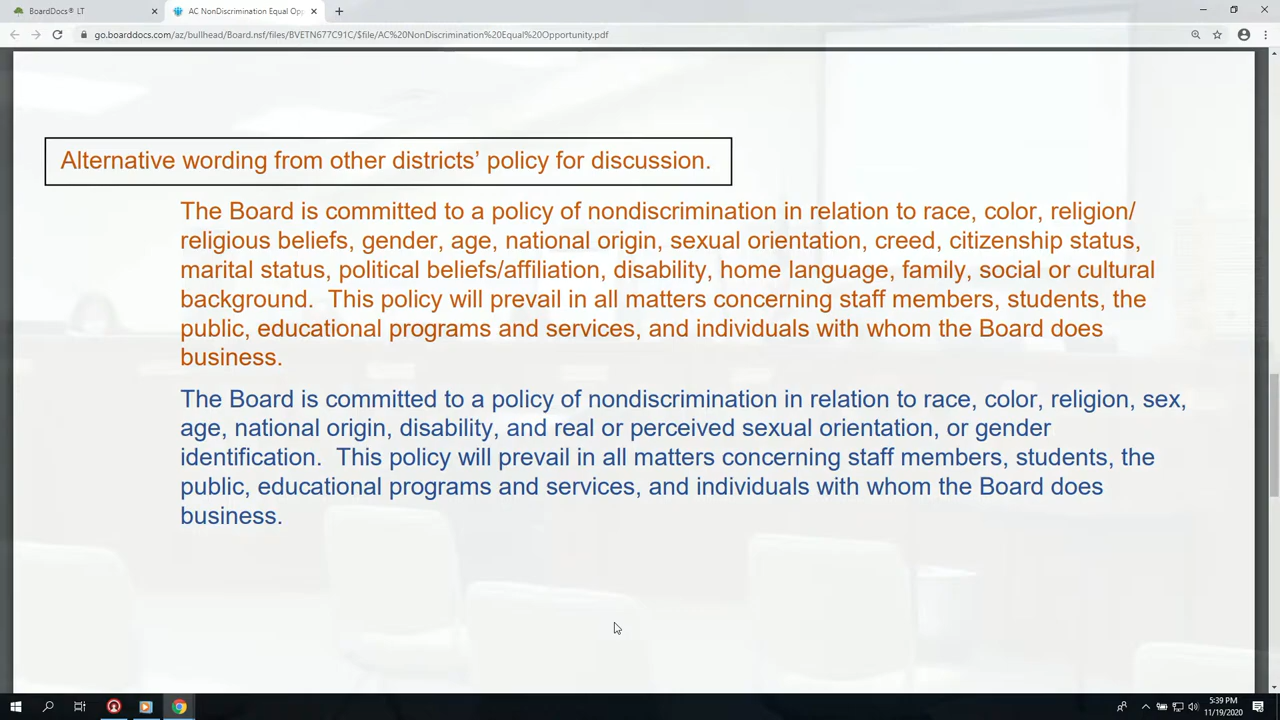 BoardDocs® LT
AC NonDiscrimination Equal Opp
go.boarddocs.com/az/bullhead/Board.nsf/files/BVETN677C91C/$file/AC%20NonDiscrimination%20Equal%20Opportunity.pdf
Alternative wording from other districts’ policy for discussion.
The Board is committed to a policy of nondiscrimination in relation to race, color, religion/
religious beliefs, gender, age, national origin, sexual orientation, creed, citizenship status,
marital status, political beliefs/affiliation, disability, home language, family, social or cultural
background.  This policy will prevail in all matters concerning staff members, students, the
public, educational programs and services, and individuals with whom the Board does
business.
The Board is committed to a policy of nondiscrimination in relation to race, color, religion, sex,
age, national origin, disability, and real or perceived sexual orientation, or gender
identification.  This policy will prevail in all matters concerning staff members, students, the
public, educational programs and services, and individuals with whom the Board does
business.
5:39 PM
11/19/2020